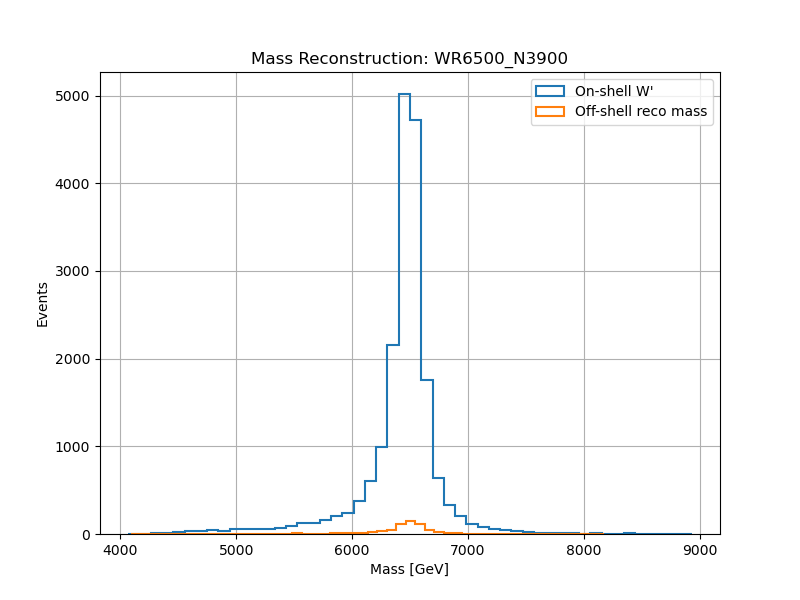 Mass Reconstruction: WR6500_N3900
On-shell W'
Off-shell reco mass
5000
4000
3000
2000
1000
0
Events
4000 5000 6000 7000 8000 9000
Mass [GeV]